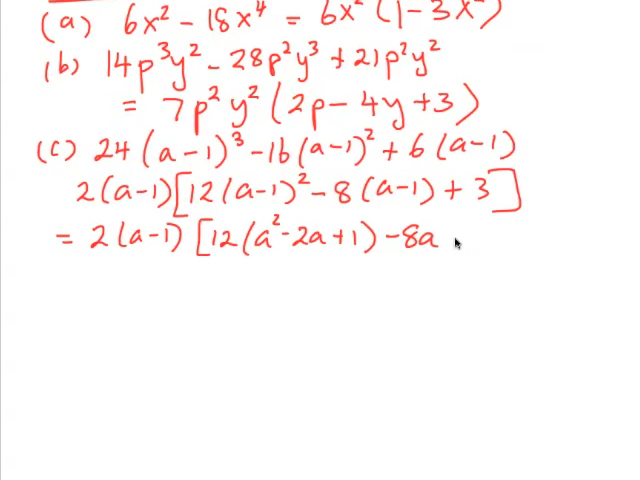 (a) 6x² - 18x⁴ = 6x² (1 - 3x²)
(b) 14p³y² - 28p²y³ + 21p²y²
= 7p²y² (2p - 4y + 3)
(c) 24 (a - 1)³ - 16 (a - 1)² + 6 (a - 1)
2 (a - 1) [12 (a - 1)² - 8 (a - 1) + 3]
= 2 (a - 1) [12 (a² - 2a + 1) - 8a